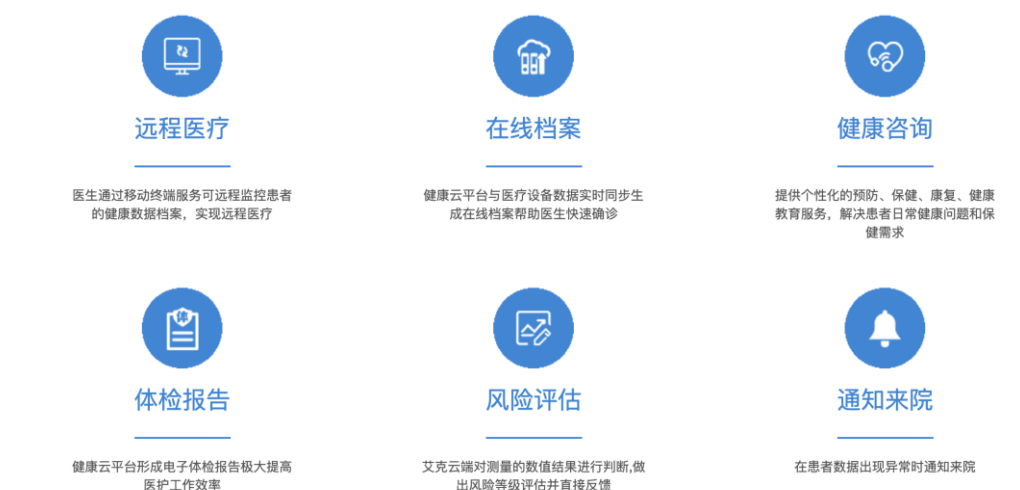 远程医疗
医生通过移动终端服务可远程监控患者
的健康数据档案，实现远程医疗
在线档案
健康云平台与医疗设备数据实时同步生
成在线档案帮助医生快速确诊
健康咨询
提供个性化的预防、保健、康复、健康
教育服务，解决患者日常健康问题和保
健需求
体检报告
健康云平台形成电子体检报告极大提高
医护工作效率
风险评估
艾克云端对测量的数值结果进行判断,做
出风险等级评估并直接反馈
通知来院
在患者数据出现异常时通知来院